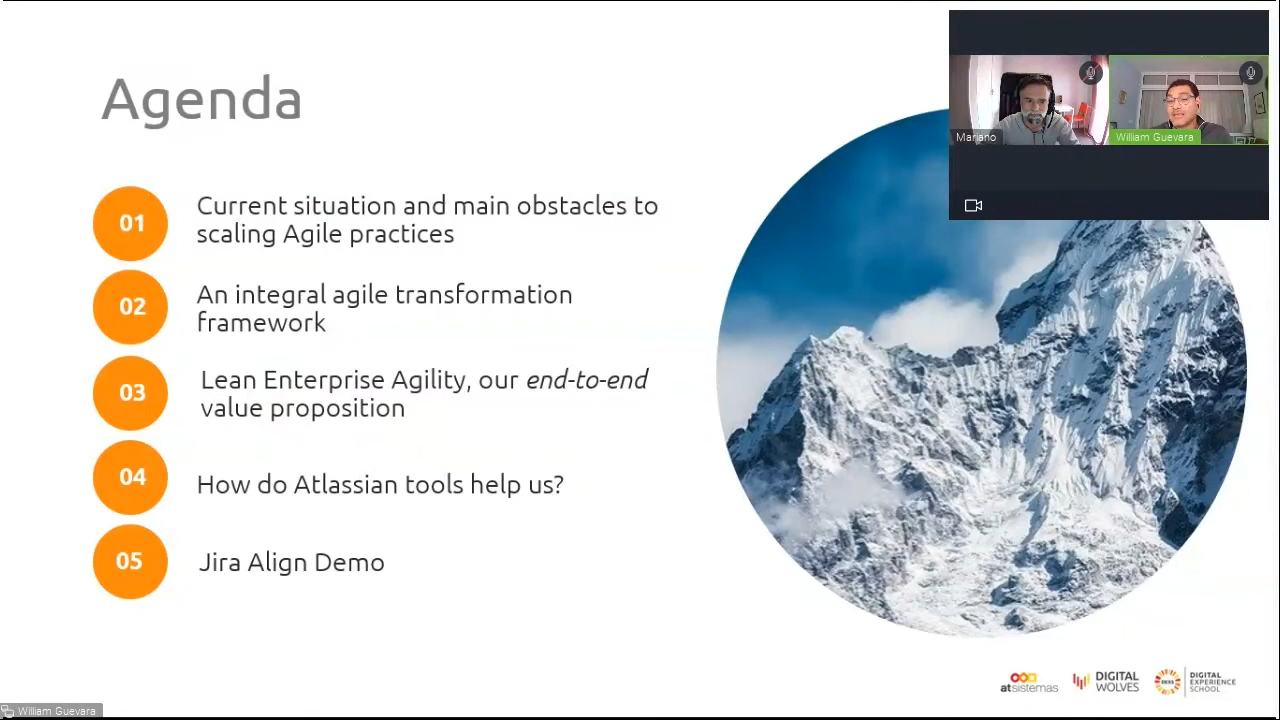 Agenda
01
Current situation and main obstacles to
scaling Agile practices
02
An integral agile transformation
framework
03
Lean Enterprise Agility, our end-to-end
value proposition
04
How do Atlassian tools help us?
05
Jira Align Demo
Mariano
William Guevara
atsistemas
DIGITAL
WOLVES
DEXS
DIGITAL
EXPERIENCE
SCHOOL
William Guevara